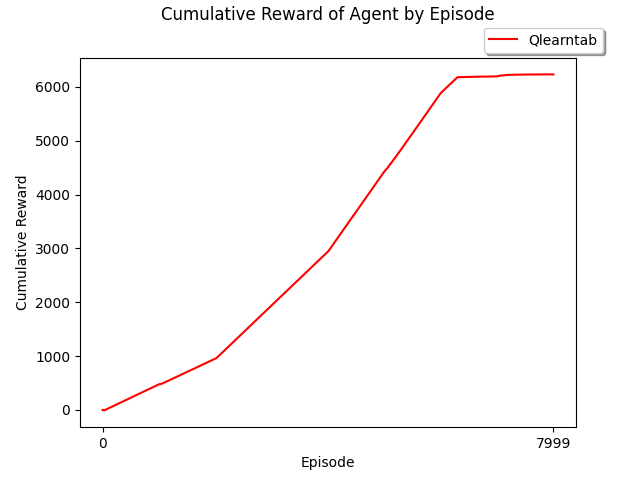 Cumulative Reward of Agent by Episode
Qlearntab
6000
5000
4000
3000
2000
1000
0
Cumulative Reward
0 7999
Episode